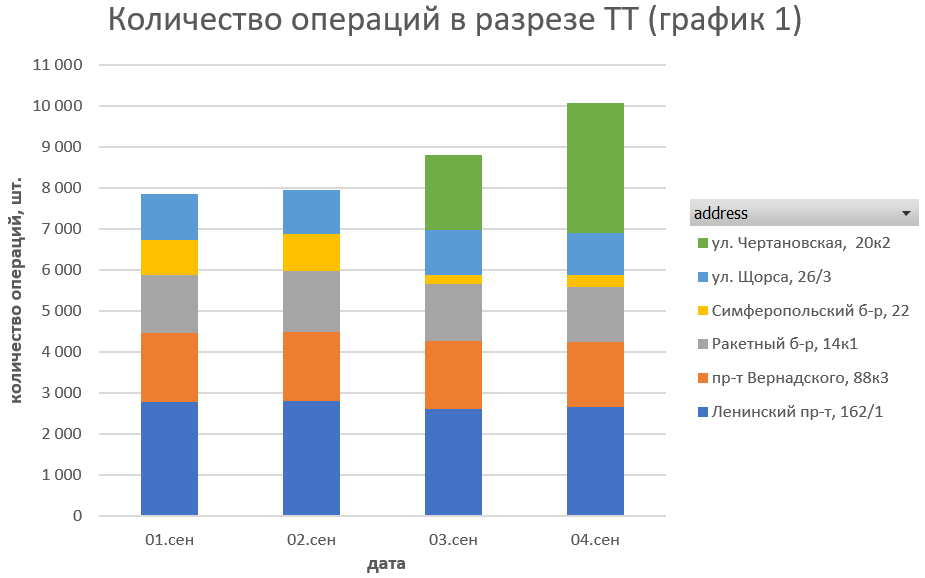 Количество операций в разрезе ТТ (график 1)
11 000
10 000
9 000
8 000
7 000
6 000
5 000
4 000
3 000
2 000
1 000
0
количество операций, шт.
01.сен
02.сен
03.сен
04.сен
дата
address
ул. Чертановская,  20к2
ул. Щорса, 26/3
Симферопольский б-р, 22
Ракетный б-р, 14к1
пр-т Вернадского, 88к3
Ленинский пр-т, 162/1